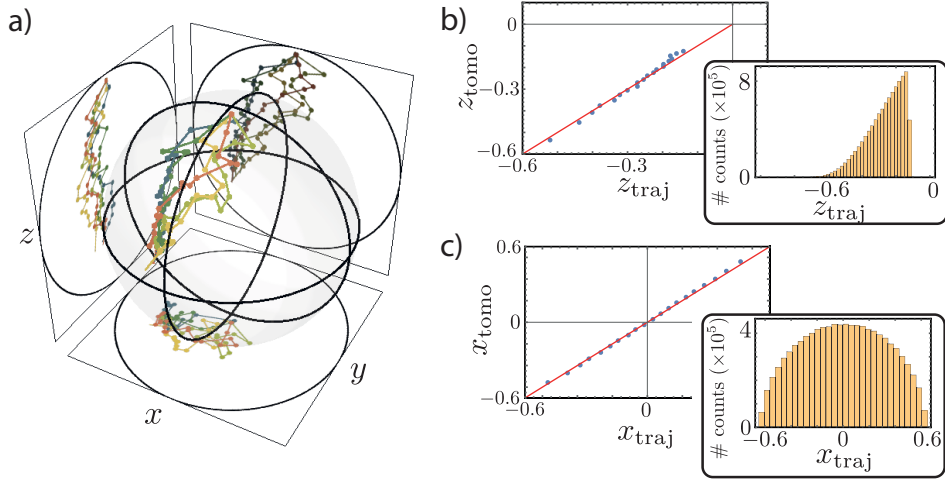 a)
z
x
y
b)
0
−0.3
−0.6
z_tomo
−0.6
−0.3
z_traj
# counts (×10^5)
8
0
−0.6
0
z_traj
c)
0.6
0
−0.6
x_tomo
−0.6
0
x_traj
# counts (×10^5)
4
0
−0.6
0
0.6
x_traj